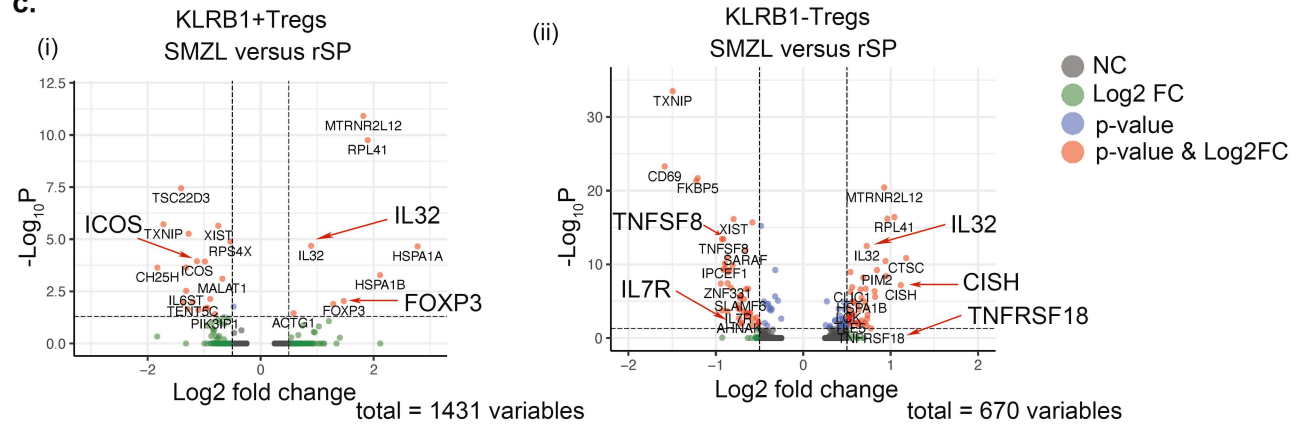 c.
KLRB1+Tregs
SMZL versus rSP
(i)
12.5
10.0
7.5
5.0
2.5
0.0
-Log10P
MTRNR2L12
RPL41
TSC22D3
ICOS
TXNIP
XIST
RPS4X
IL32
IL32
HSPA1A
CH25H
ICOS
MALAT1
HSPA1B
IL6ST
TENT5C
FOXP3
FOXP3
PIK3IP1
ACTG1
−2
0
2
Log2 fold change
total = 1431 variables
(ii)
KLRB1-Tregs
SMZL versus rSP
30
20
10
0
-Log10P
TXNIP
CD69
FKBP5
MTRNR2L12
TNFSF8
XIST
RPL41
IL32
TNFSF8
SARAF
IL32
CTSC
IPCEF1
PIM2
CISH
IL7R
ZNF331
CLIC1
CISH
SLAMF6
HSPA1B
IL7R
TNFRSF18
AHNAK
TNFRSF18
−2
−1
0
1
2
Log2 fold change
total = 670 variables
NC
Log2 FC
p-value
p-value & Log2FC